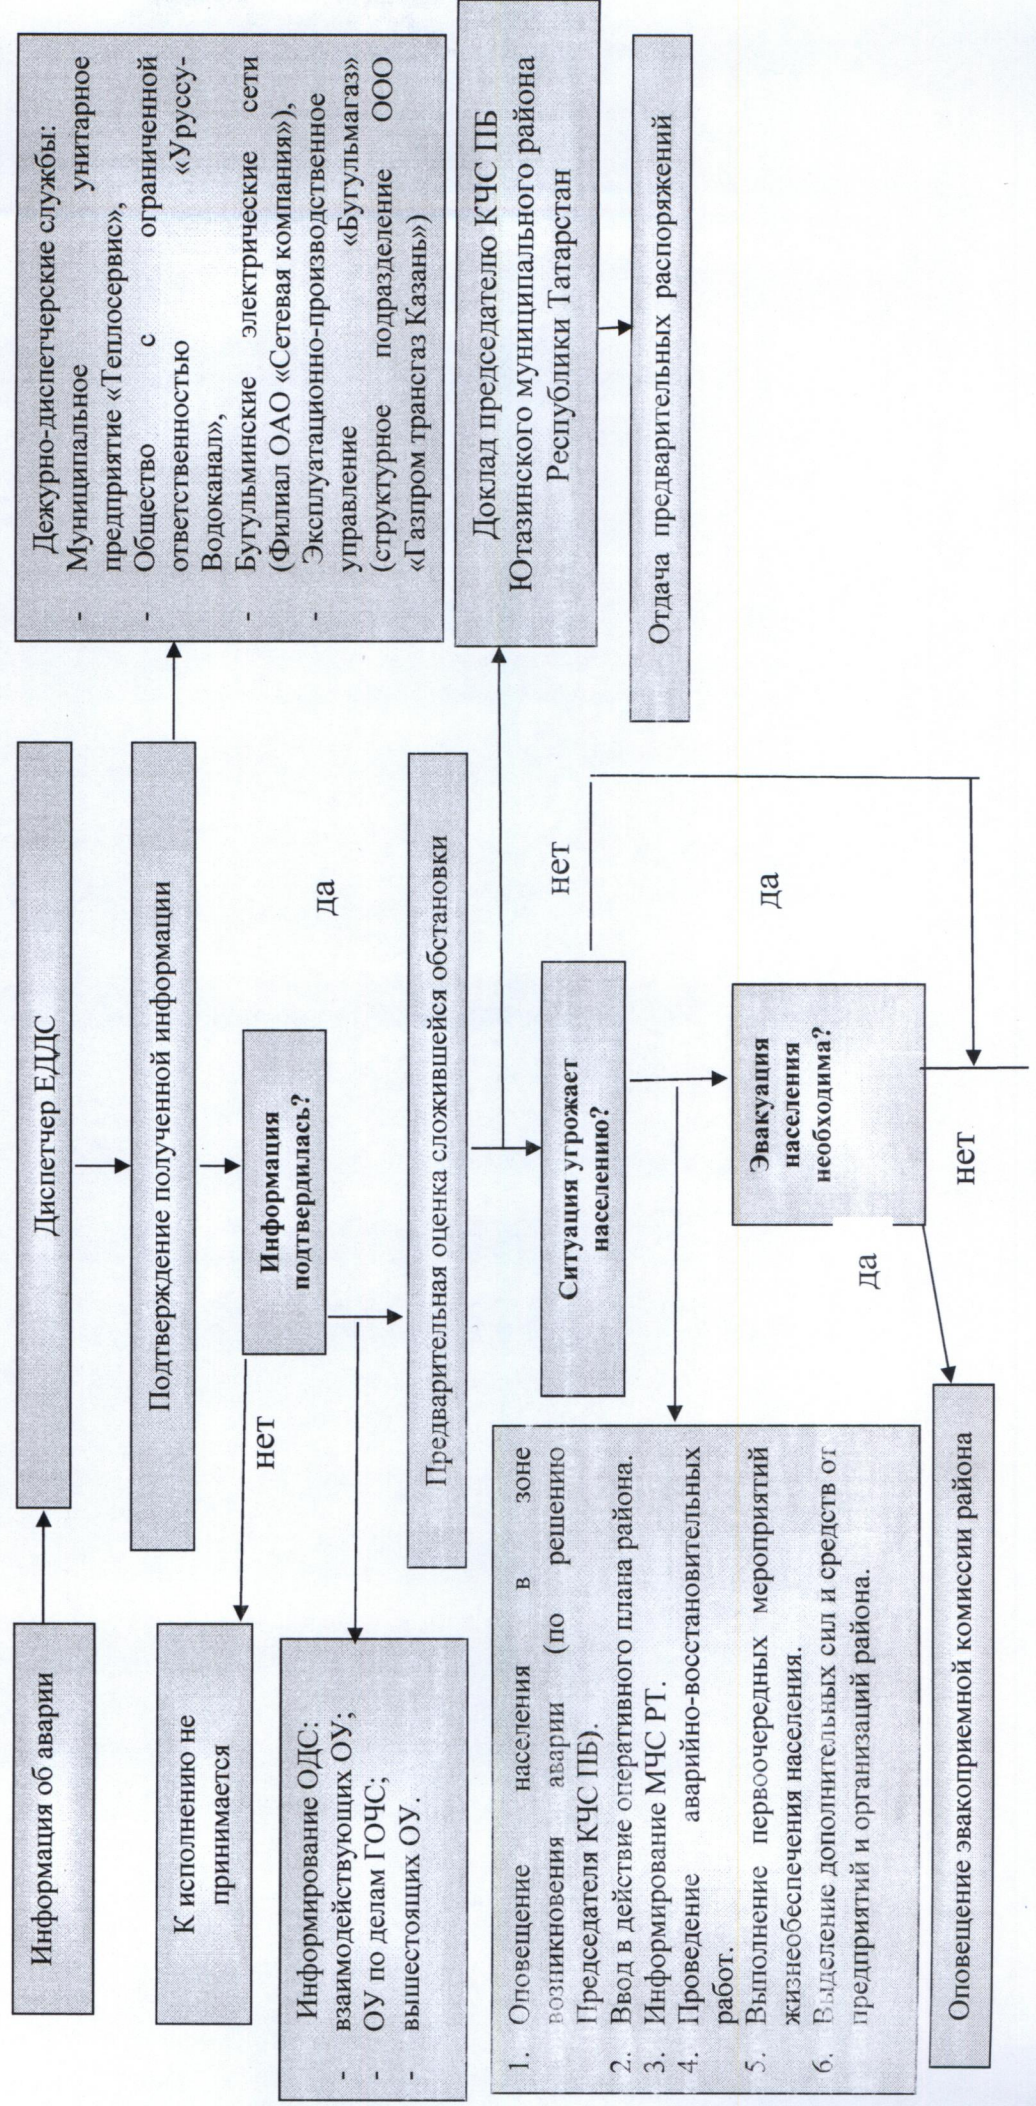 Информация об аварии
Диспетчер ЕДДС
Дежурно-диспетчерские службы:
- Муниципальное унитарное
предприятие «Теплосервис»,
- Общество с ограниченной
ответственностью «Уруссу-
Водоканал»,
- Бугульминские электрические сети
(Филиал ОАО «Сетевая компания»),
- Эксплуатационно-производственное
управление «Бугульмагаз»
(структурное подразделение ООО
«Газпром трансгаз Казань»)
Подтверждение полученной информации
К исполнению не
принимается
нет
Информация
подтвердилась?
да
Информирование ОДС:
- взаимодействующих ОУ;
- ОУ по делам ГОЧС;
- вышестоящих ОУ.
Предварительная оценка сложившейся обстановки
Доклад председателю КЧС ПБ
Ютазинского муниципального района
Республики Татарстан
Отдача предварительных распоряжений
Ситуация угрожает
населению?
нет
да
1. Оповещение населения в зоне
возникновения аварии (по решению
Председателя КЧС ПБ).
2. Ввод в действие оперативного плана района.
3. Информирование МЧС РТ.
4. Проведение аварийно-восстановительных
работ.
5. Выполнение первоочередных мероприятий
жизнеобеспечения населения.
6. Выделение дополнительных сил и средств от
предприятий и организаций района.
Эвакуация
населения
необходима?
да
нет
Оповещение эвакоприемной комиссии района